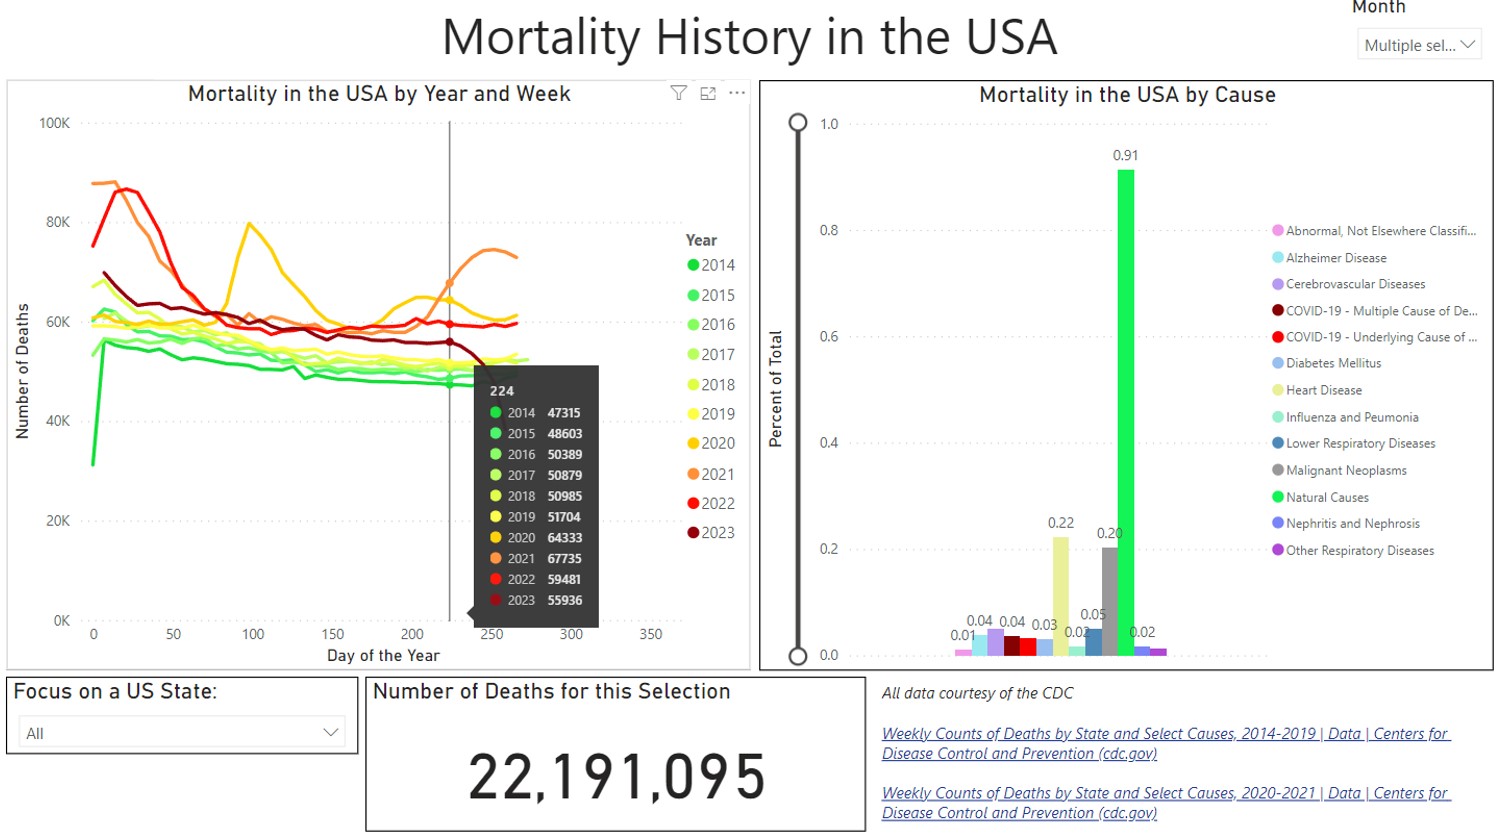 Mortality History in the USA
Month
Multiple sel...
Mortality in the USA by Year and Week
Number of Deaths
100K
80K
60K
40K
20K
0K
0 50 100 150 200 250 300 350
Day of the Year
224
2014 47315
2015 48603
2016 50389
2017 50879
2018 50985
2019 51704
2020 64333
2021 67735
2022 59481
2023 55936
Year
2014
2015
2016
2017
2018
2019
2020
2021
2022
2023
Mortality in the USA by Cause
Percent of Total
1.0
0.8
0.6
0.4
0.2
0.0
0.01
0.04
0.04
0.03
0.22
0.02
0.05
0.20
0.91
0.02
Abnormal, Not Elsewhere Classifi...
Alzheimer Disease
Cerebrovascular Diseases
COVID-19 - Multiple Cause of De...
COVID-19 - Underlying Cause of ...
Diabetes Mellitus
Heart Disease
Influenza and Peumonia
Lower Respiratory Diseases
Malignant Neoplasms
Natural Causes
Nephritis and Nephrosis
Other Respiratory Diseases
Focus on a US State:
All
Number of Deaths for this Selection
22,191,095
All data courtesy of the CDC
Weekly Counts of Deaths by State and Select Causes, 2014-2019 | Data | Centers for
Disease Control and Prevention (cdc.gov)
Weekly Counts of Deaths by State and Select Causes, 2020-2021 | Data | Centers for
Disease Control and Prevention (cdc.gov)